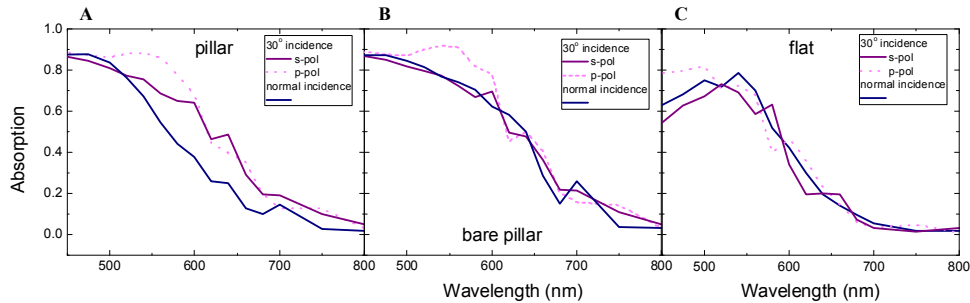 A
B
C
pillar
30° incidence
s-pol
p-pol
normal incidence
bare pillar
30° incidence
s-pol
p-pol
normal incidence
flat
30° incidence
s-pol
p-pol
normal incidence
Absorption
1.0
0.8
0.6
0.4
0.2
0.0
500 600 700 800
500 600 700 800
500 600 700 800
Wavelength (nm)
Wavelength (nm)